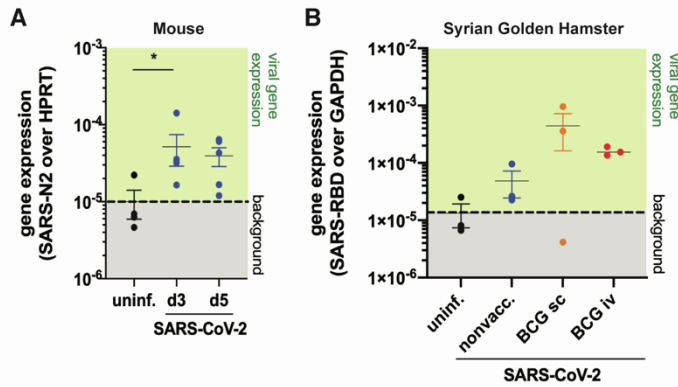 A
Mouse
gene expression
(SARS-N2 over HPRT)
10-3
10-4
10-5
10-6
*
viral gene
expression
background
uninf.
d3
d5
SARS-CoV-2
B
Syrian Golden Hamster
gene expression
(SARS-RBD over GAPDH)
1×10-2
1×10-3
1×10-4
1×10-5
1×10-6
viral gene
expression
background
uninf.
nonvacc.
BCG sc
BCG iv
SARS-CoV-2